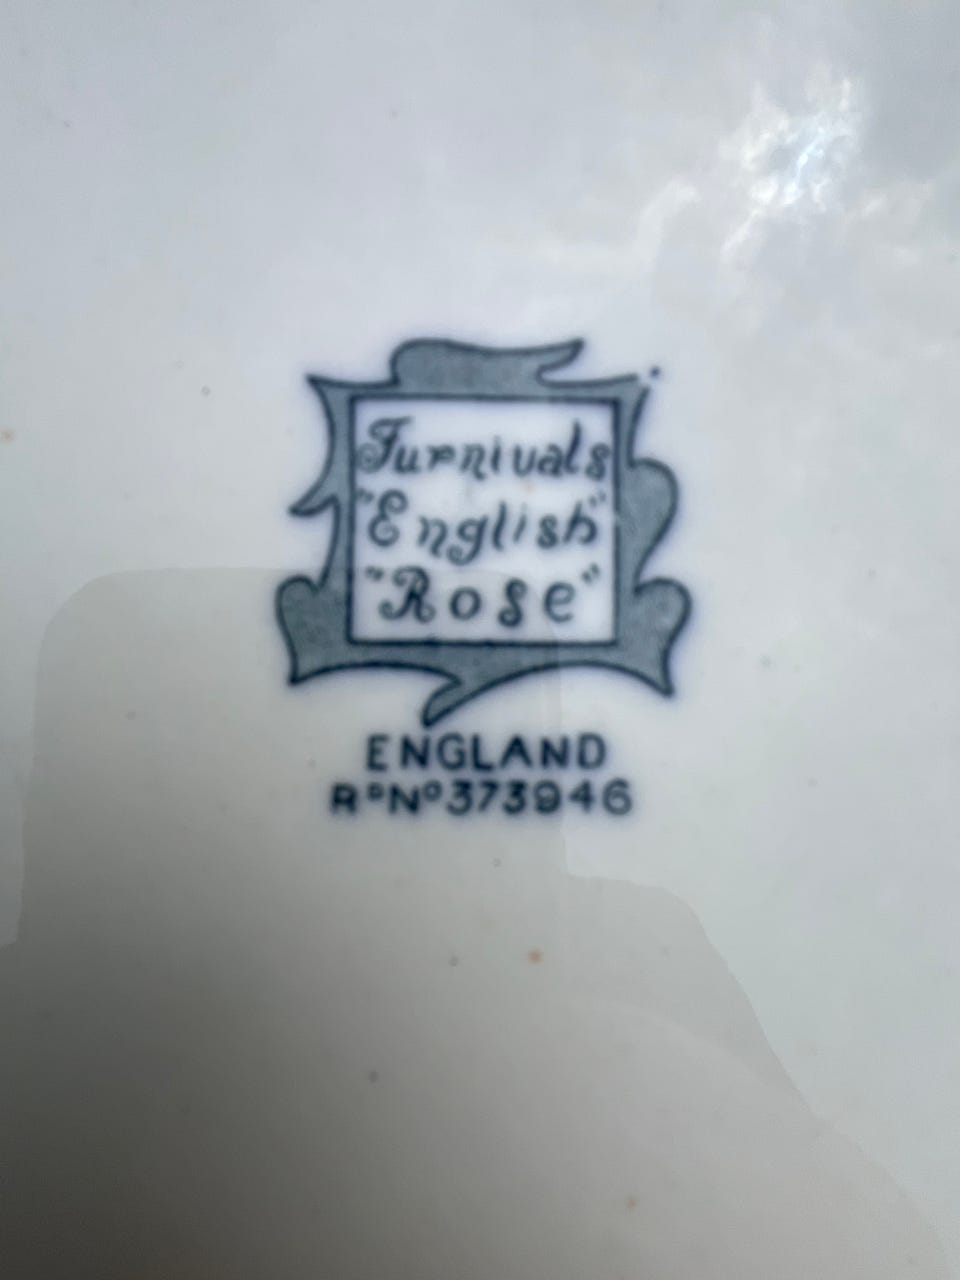 Furnivals
"English"
"Rose"
ENGLAND
RᴰNº373946